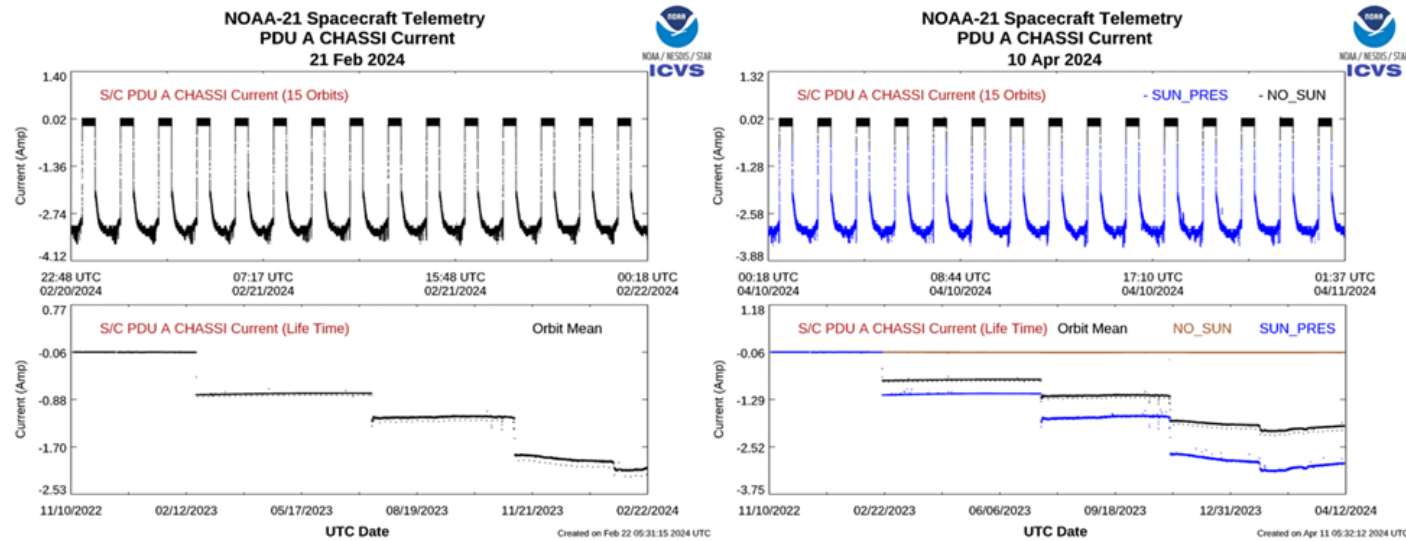 NOAA-21 Spacecraft Telemetry
PDU A CHASSI Current
21 Feb 2024
NOAA
NOAA / NESDIS / STAR
ICVS
Current (Amp)
S/C PDU A CHASSI Current (15 Orbits)
1.40
0.02
-1.36
-2.74
-4.12
22:48 UTC 07:17 UTC 15:48 UTC 00:18 UTC
02/20/2024 02/21/2024 02/21/2024 02/22/2024
Current (Amp)
S/C PDU A CHASSI Current (Life Time) Orbit Mean
0.77
-0.06
-0.88
-1.70
-2.53
11/10/2022 02/12/2023 05/17/2023 08/19/2023 11/21/2023 02/22/2024
UTC Date
Created on Feb 22 05:31:15 2024 UTC
NOAA-21 Spacecraft Telemetry
PDU A CHASSI Current
10 Apr 2024
NOAA
NOAA / NESDIS / STAR
ICVS
Current (Amp)
S/C PDU A CHASSI Current (15 Orbits) - SUN_PRES - NO_SUN
1.32
0.02
-1.28
-2.58
-3.88
00:18 UTC 08:44 UTC 17:10 UTC 01:37 UTC
04/10/2024 04/10/2024 04/10/2024 04/11/2024
Current (Amp)
S/C PDU A CHASSI Current (Life Time) Orbit Mean NO_SUN SUN_PRES
1.18
-0.06
-1.29
-2.52
-3.75
11/10/2022 02/22/2023 06/06/2023 09/18/2023 12/31/2023 04/12/2024
UTC Date
Created on Apr 11 05:32:12 2024 UTC